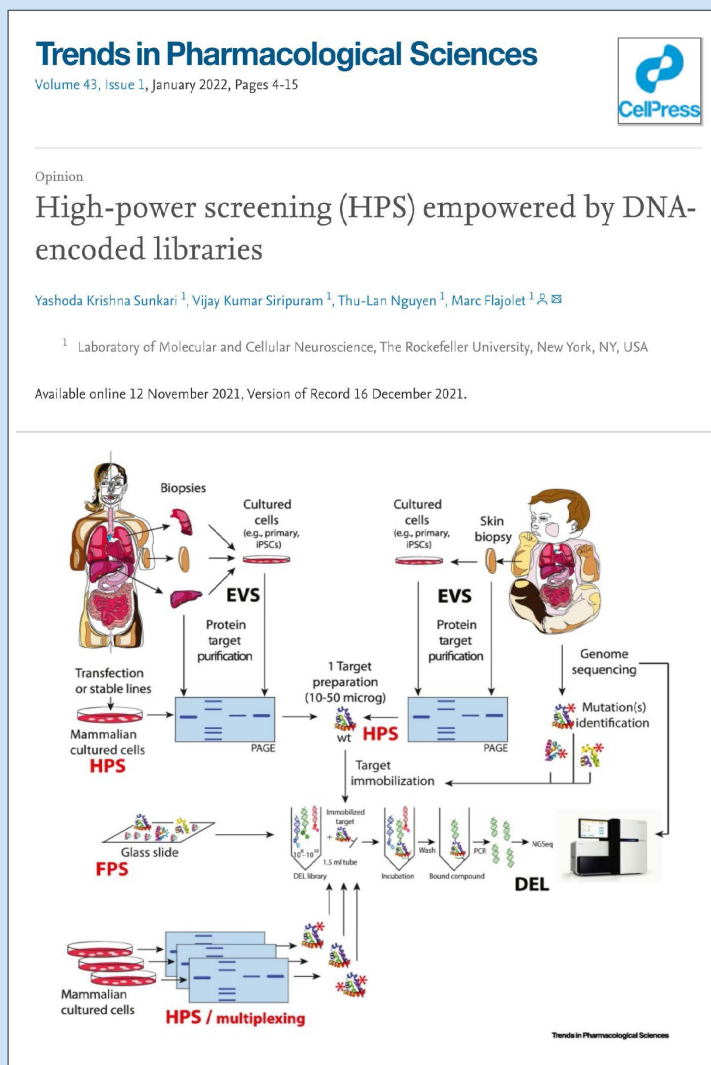 Trends in Pharmacological Sciences
Volume 43, Issue 1, January 2022, Pages 4-15
CellPress
Opinion
High-power screening (HPS) empowered by DNA-
encoded libraries
Yashoda Krishna Sunkari 1, Vijay Kumar Siripuram 1, Thu-Lan Nguyen 1, Marc Flajolet 1
1 Laboratory of Molecular and Cellular Neuroscience, The Rockefeller University, New York, NY, USA
Available online 12 November 2021, Version of Record 16 December 2021.
Biopsies
Cultured
cells
(e.g., primary,
iPSCs)
EVS
Protein
target
purification
Cultured
cells
(e.g., primary,
iPSCs)
Skin
biopsy
EVS
Protein
target
purification
Genome
sequencing
Transfection
or stable lines
Mammalian
cultured cells
HPS
PAGE
1 Target
preparation
(10-50 microg)
wt
HPS
PAGE
Mutation(s)
identification
Target
immobilization
Glass slide
FPS
10^8-10^10
DEL library
Immobilized
target
+
1.5 ml tube
Incubation
Wash
Bound compound
PCR
NGSeq
DEL
Mammalian
cultured cells
HPS / multiplexing
Trends in Pharmacological Sciences